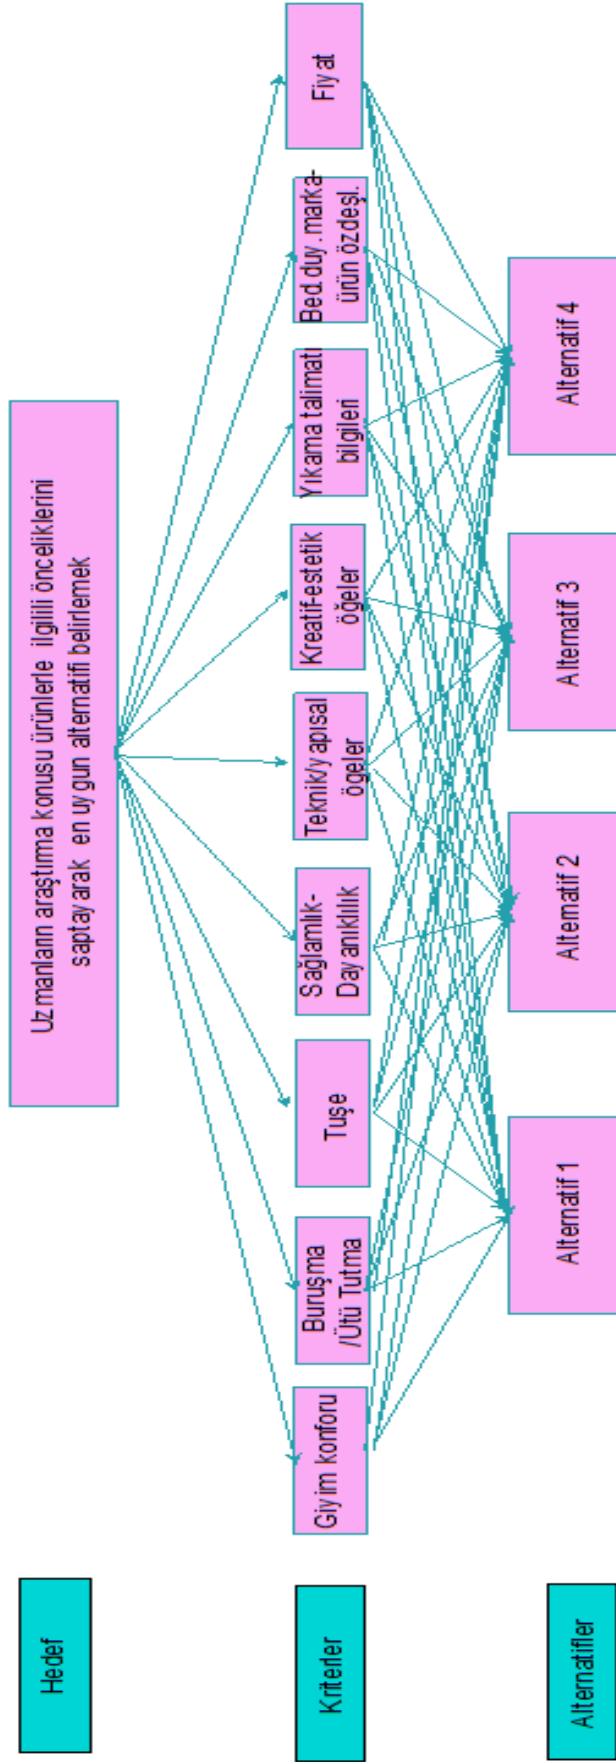 Hedef
Uzmanların araştırma konusu ürünlerle ilgilili önceliklerini
saptayarak en uygun alternatifi belirlemek
Kriterler
Giyim konforu
Buruşma
/Ütü Tutma
Tuşe
Sağlamlık-
Dayanıklılık
Teknik/yapısal
ögeler
Kreatif-estetik
öğeler
Yıkama talimatı
bilgileri
Bed.duy.marka-
ürün özdeşl.
Fiyat
Alternatifler
Alternatif 1
Alternatif 2
Alternatif 3
Alternatif 4